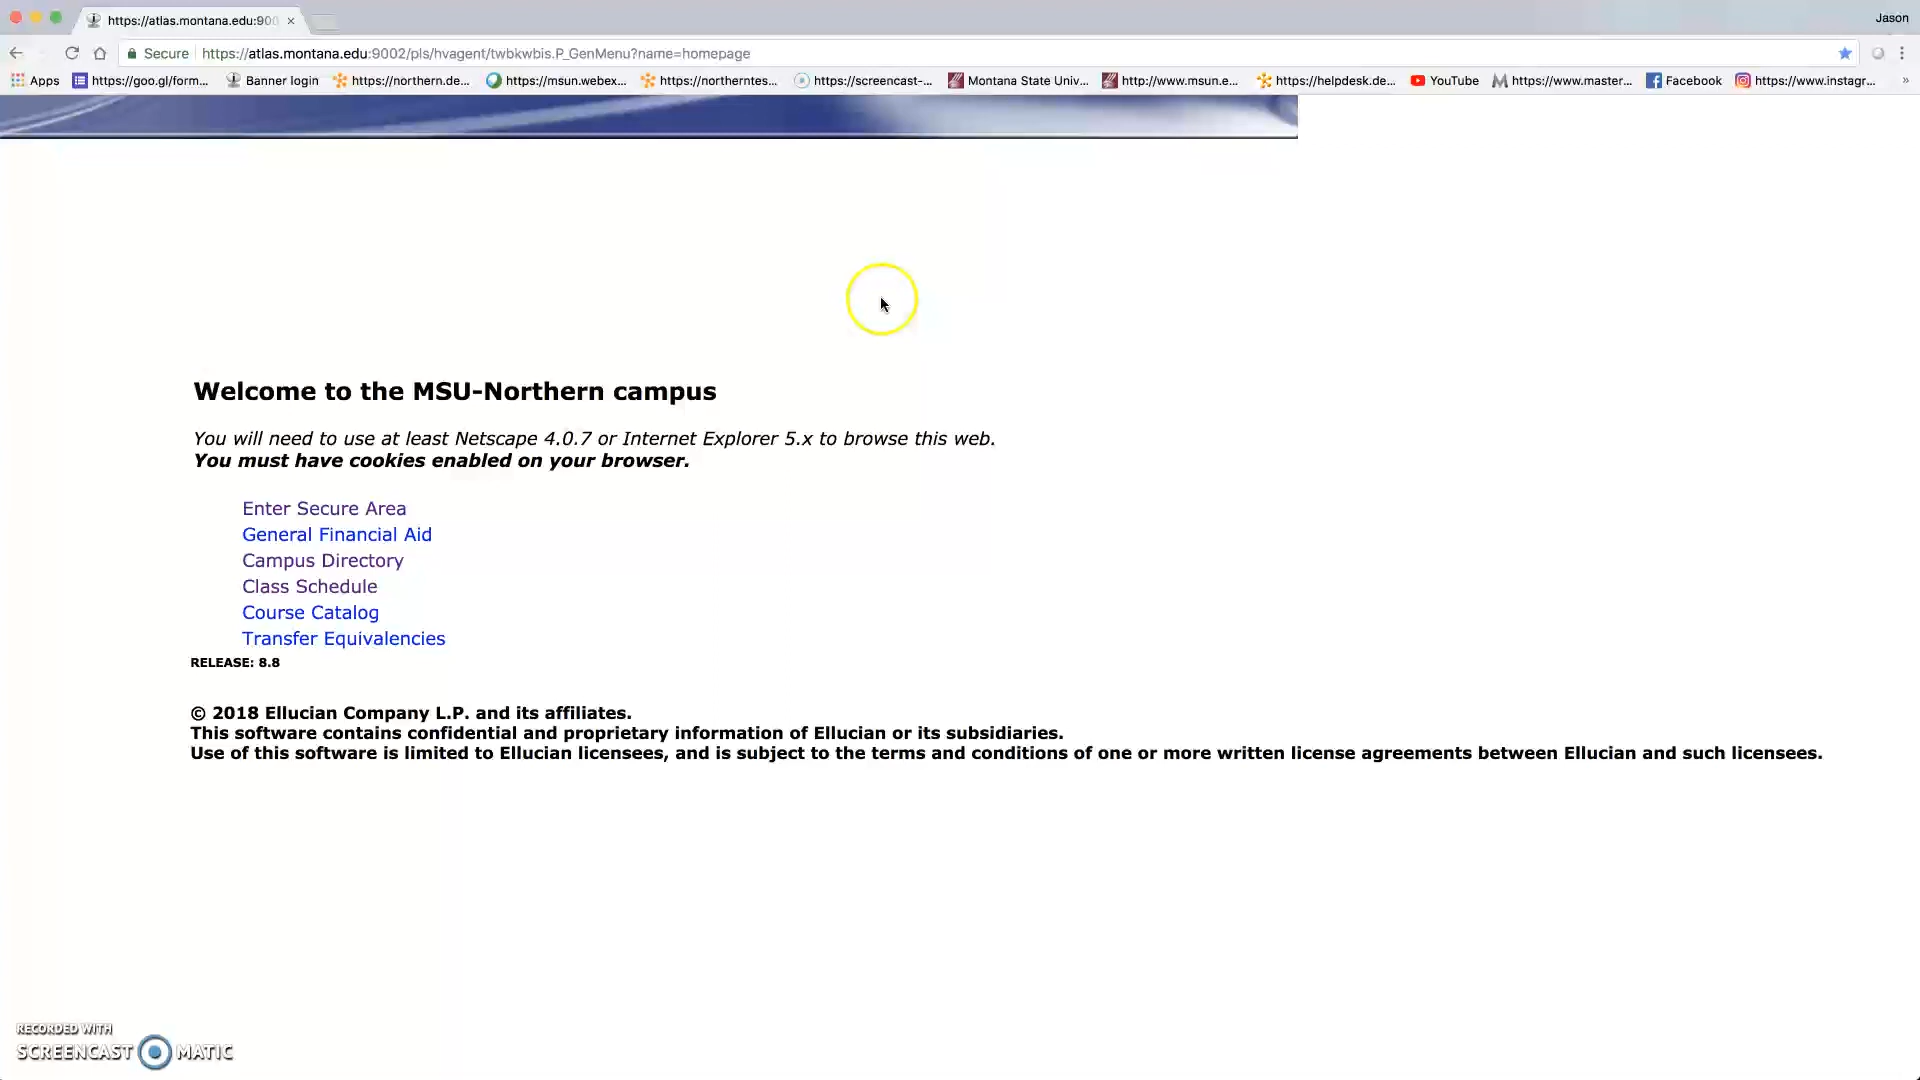 https://atlas.montana.edu:900
Jason
Secure https://atlas.montana.edu:9002/pls/hvagent/twbkwbis.P_GenMenu?name=homepage
Apps https://goo.gl/form... Banner login https://northern.de... https://msun.webex... https://northerntes... https://screencast-... Montana State Univ... http://www.msun.e... https://helpdesk.de... YouTube https://www.master... Facebook https://www.instagr... »
Welcome to the MSU-Northern campus
You will need to use at least Netscape 4.0.7 or Internet Explorer 5.x to browse this web.
You must have cookies enabled on your browser.
Enter Secure Area
General Financial Aid
Campus Directory
Class Schedule
Course Catalog
Transfer Equivalencies
RELEASE: 8.8
© 2018 Ellucian Company L.P. and its affiliates.
This software contains confidential and proprietary information of Ellucian or its subsidiaries.
Use of this software is limited to Ellucian licensees, and is subject to the terms and conditions of one or more written license agreements between Ellucian and such licensees.
RECORDED WITH
SCREENCAST MATIC